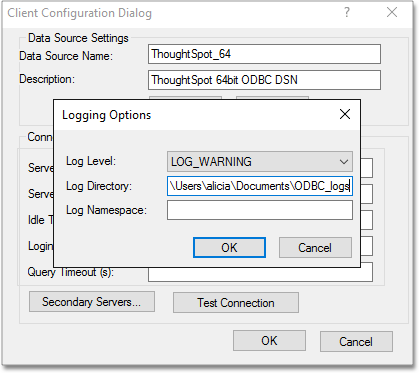 Client Configuration Dialog
Data Source Settings
Data Source Name: ThoughtSpot_64
Description: ThoughtSpot 64bit ODBC DSN
Logging Options
Log Level: LOG_WARNING
Log Directory: \Users\alicia\Documents\ODBC_logs
Log Namespace:
OK Cancel
Conne
Serve
Serve
Idle T
Login
Query Timeout (s):
Secondary Servers... Test Connection
OK Cancel